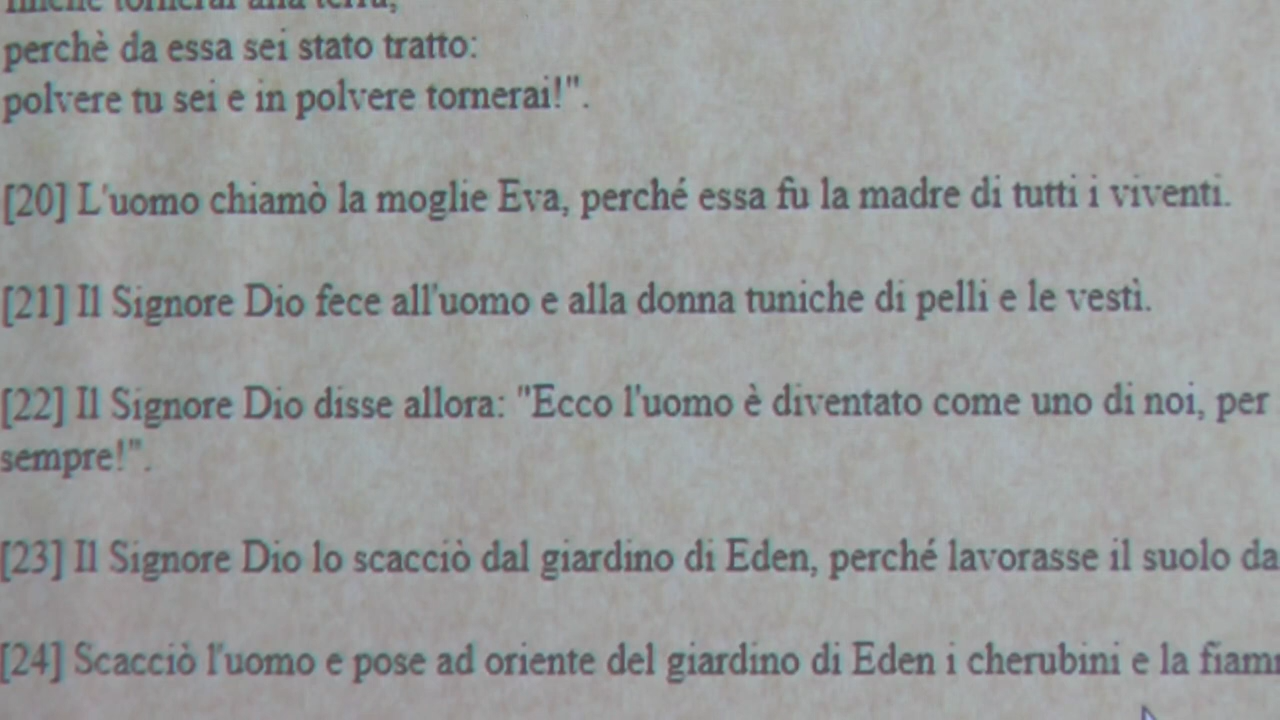 finché tornerai alla terra,
perchè da essa sei stato tratto:
polvere tu sei e in polvere tornerai!".
[20] L'uomo chiamò la moglie Eva, perché essa fu la madre di tutti i viventi.
[21] Il Signore Dio fece all'uomo e alla donna tuniche di pelli e le vestì.
[22] Il Signore Dio disse allora: "Ecco l'uomo è diventato come uno di noi, per
sempre!".
[23] Il Signore Dio lo scacciò dal giardino di Eden, perché lavorasse il suolo da
[24] Scacciò l'uomo e pose ad oriente del giardino di Eden i cherubini e la